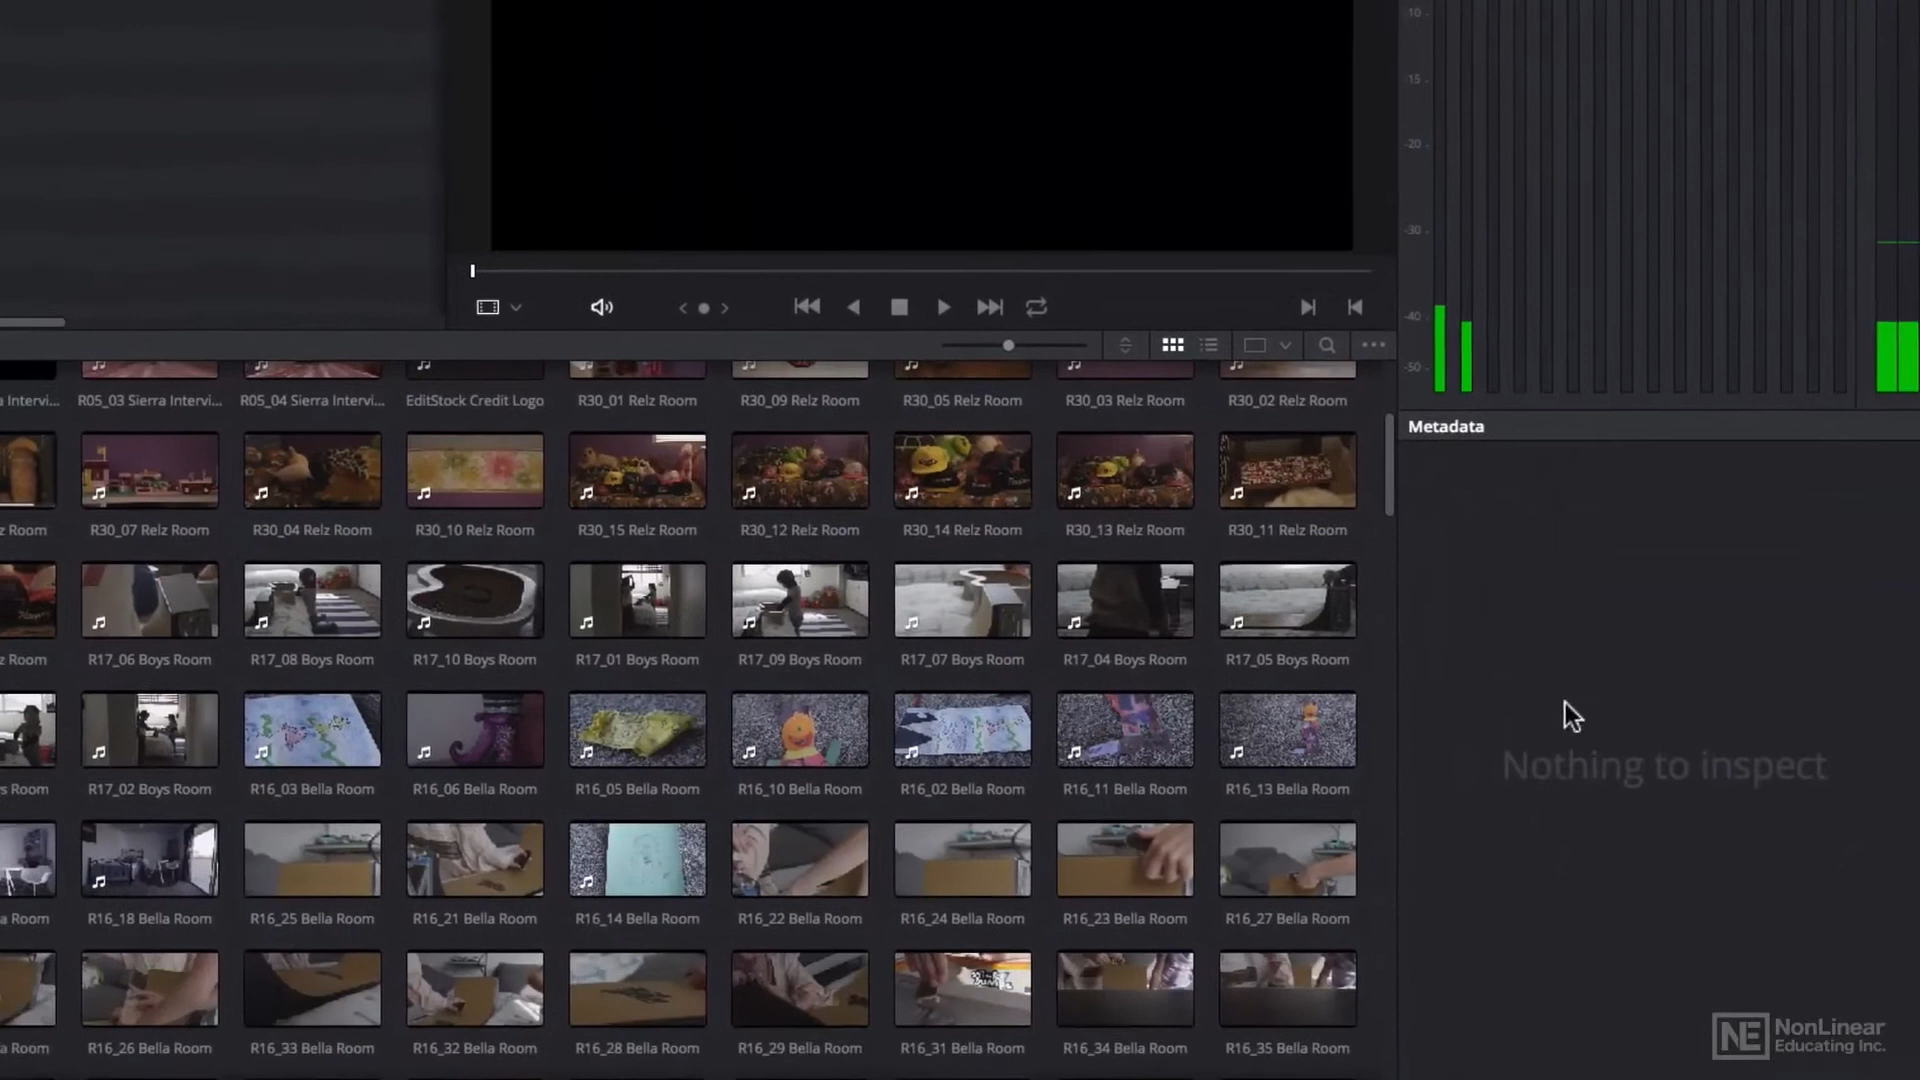 -10
-15
-20
-30
-40
-50
a Intervi... R05_03 Sierra Intervi... R05_04 Sierra Intervi... EditStock Credit Logo R30_01 Relz Room R30_09 Relz Room R30_05 Relz Room R30_03 Relz Room R30_02 Relz Room
Metadata
z Room R30_07 Relz Room R30_04 Relz Room R30_10 Relz Room R30_15 Relz Room R30_12 Relz Room R30_14 Relz Room R30_13 Relz Room R30_11 Relz Room
z Room R17_06 Boys Room R17_08 Boys Room R17_10 Boys Room R17_01 Boys Room R17_09 Boys Room R17_07 Boys Room R17_04 Boys Room R17_05 Boys Room
Nothing to inspect
ys Room R17_02 Boys Room R16_03 Bella Room R16_06 Bella Room R16_05 Bella Room R16_10 Bella Room R16_02 Bella Room R16_11 Bella Room R16_13 Bella Room
a Room R16_18 Bella Room R16_25 Bella Room R16_21 Bella Room R16_14 Bella Room R16_22 Bella Room R16_24 Bella Room R16_23 Bella Room R16_27 Bella Room
a Room R16_26 Bella Room R16_33 Bella Room R16_32 Bella Room R16_28 Bella Room R16_29 Bella Room R16_31 Bella Room R16_34 Bella Room R16_35 Bella Room
NE NonLinear
Educating Inc.